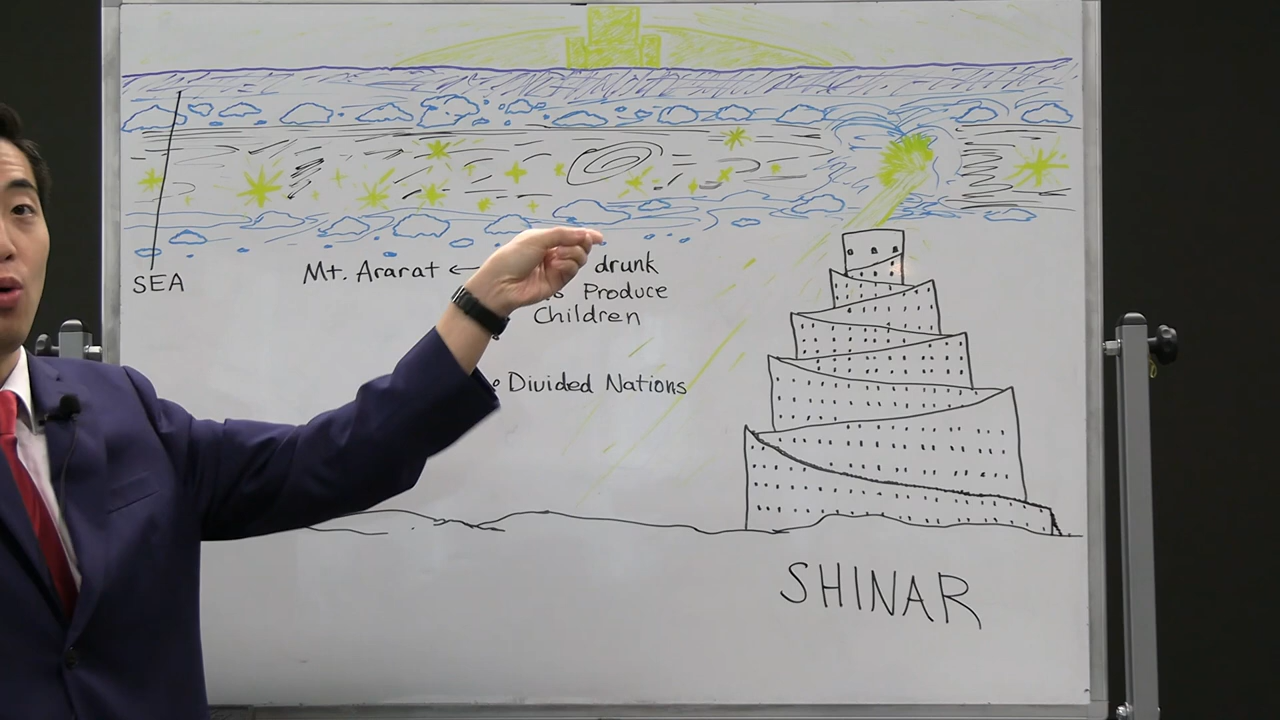 SEA
Mt. Ararat ← drunk
Produce
Children
Divided Nations
SHINAR